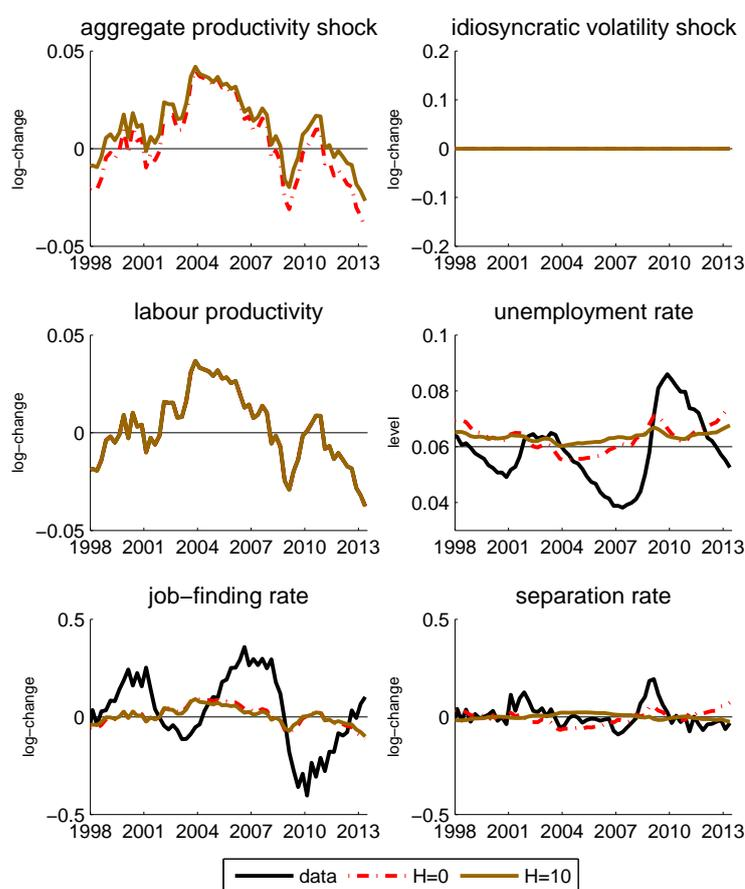 aggregate productivity shock
0.05
0
−0.05
log−change
1998 2001 2004 2007 2010 2013
idiosyncratic volatility shock
0.2
0.1
0
−0.1
−0.2
log−change
1998 2001 2004 2007 2010 2013
labour productivity
0.05
0
−0.05
log−change
1998 2001 2004 2007 2010 2013
unemployment rate
0.1
0.08
0.06
0.04
level
1998 2001 2004 2007 2010 2013
job−finding rate
0.5
0
−0.5
log−change
1998 2001 2004 2007 2010 2013
separation rate
0.5
0
−0.5
log−change
1998 2001 2004 2007 2010 2013
data H=0 H=10